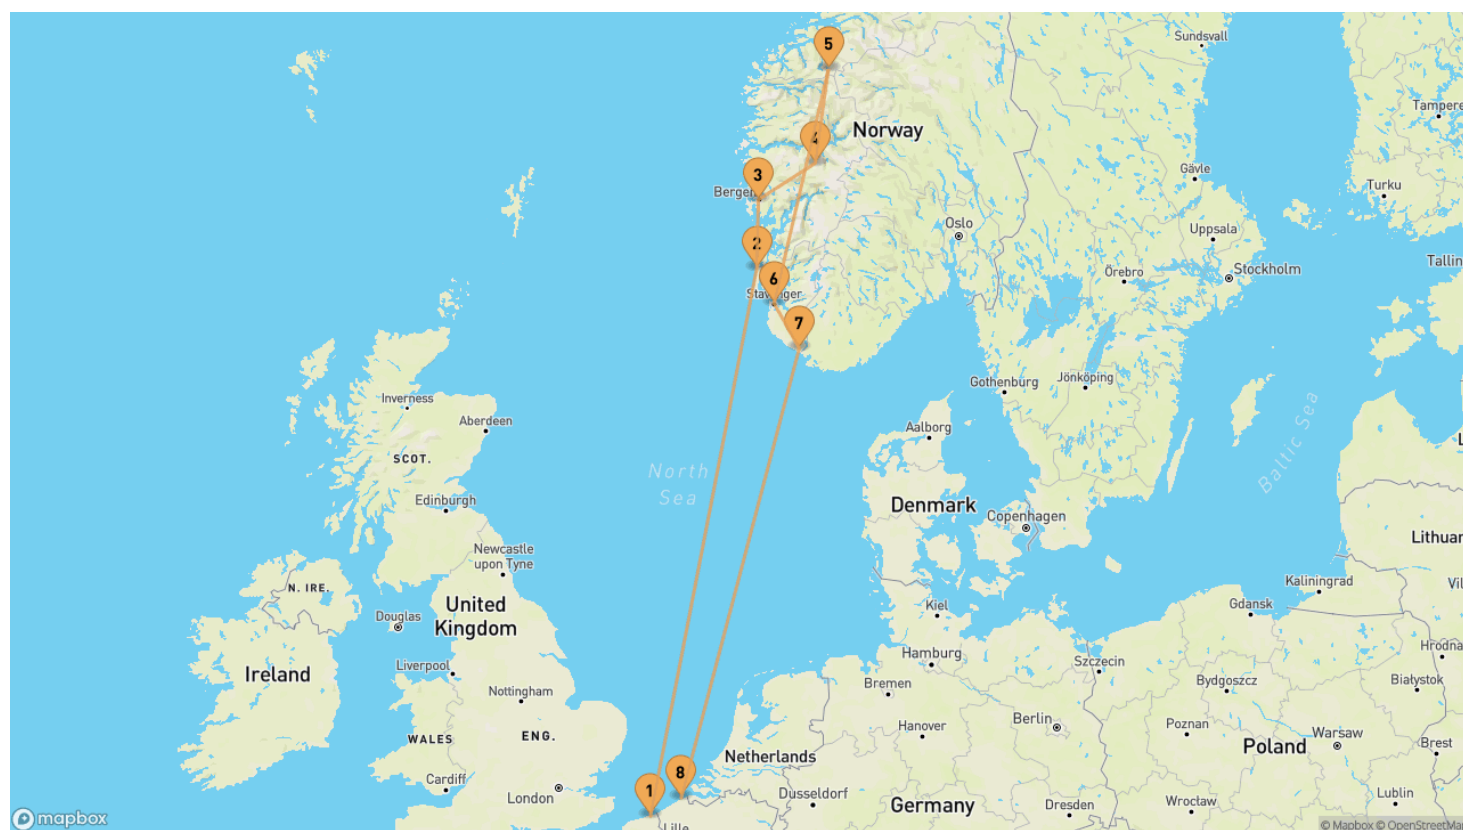 5
Sundsvall
Tampere
4
Norway
3
Bergen
Gävle
Turku
2
Oslo
Uppsala
Stockholm
Örebro
Tallin
6
Stavanger
7
Inverness
Aberdeen
SCOT.
Gothenburg
Jönköping
Aalborg
North
Sea
Baltic Sea
Edinburgh
Denmark
Copenhagen
Lithuan
Newcastle
upon Tyne
N. IRE.
Douglas
United
Kingdom
Kiel
Kaliningrad
Gdansk
Vil
Ireland
Liverpool
Hamburg
Szczecin
Hrodna
Nottingham
Bremen
Bydgoszcz
Białystok
WALES
ENG.
Hanover
Berlin
Poznan
Warsaw
Poland
Brest
Netherlands
Cardiff
London
1
8
Dusseldorf
Germany
Dresden
Wrocław
Lublin
Lille
mapbox
© Mapbox © OpenStreetMap